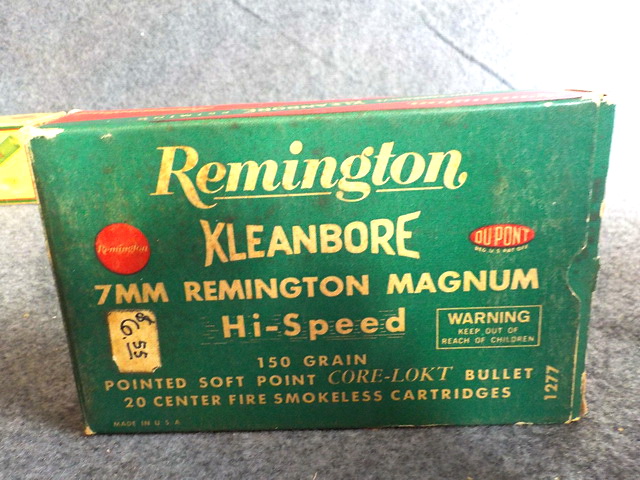 KLEANBORE
Remington
KLEANBORE
Remington
DU PONT
REG. U.S. PAT. OFF.
7MM REMINGTON MAGNUM
Hi-Speed
WARNING
KEEP OUT OF
REACH OF CHILDREN
150 GRAIN
POINTED SOFT POINT CORE-LOKT BULLET
20 CENTER FIRE SMOKELESS CARTRIDGES
1277
MADE IN U.S.A.